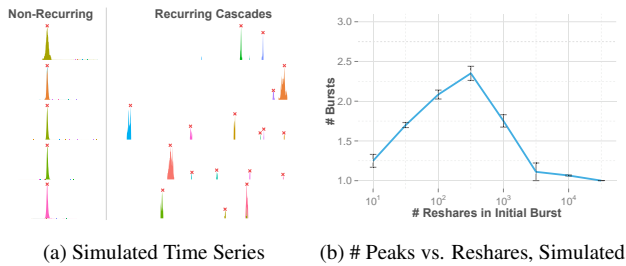 Non-Recurring
Recurring Cascades
# Bursts
3.0
2.5
2.0
1.5
1.0
10^1
10^2
10^3
10^4
# Reshares in Initial Burst
(a) Simulated Time Series
(b) # Peaks vs. Reshares, Simulated